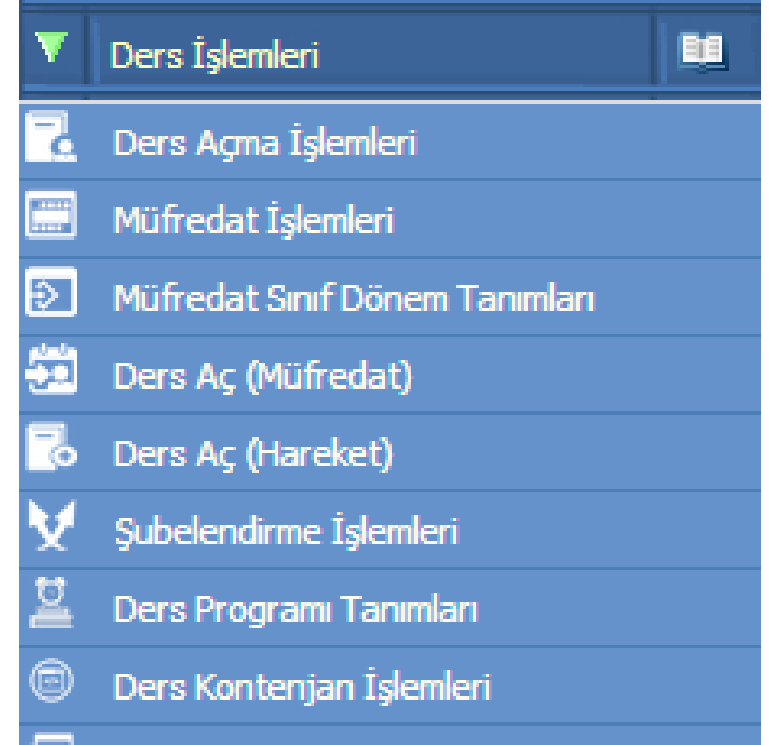 Ders İşlemleri
Ders Açma İşlemleri
Müfredat İşlemleri
Müfredat Sınıf Dönem Tanımları
Ders Aç (Müfredat)
Ders Aç (Hareket)
Şubelendirme İşlemleri
Ders Programı Tanımları
Ders Kontenjan İşlemleri